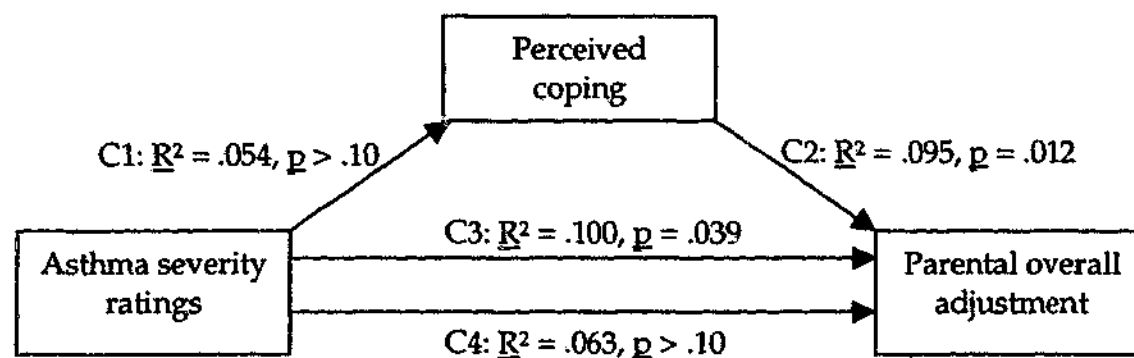 Perceived
coping
C1: R² = .054, p > .10
C2: R² = .095, p = .012
C3: R² = .100, p = .039
Asthma severity
ratings
Parental overall
adjustment
C4: R² = .063, p > .10